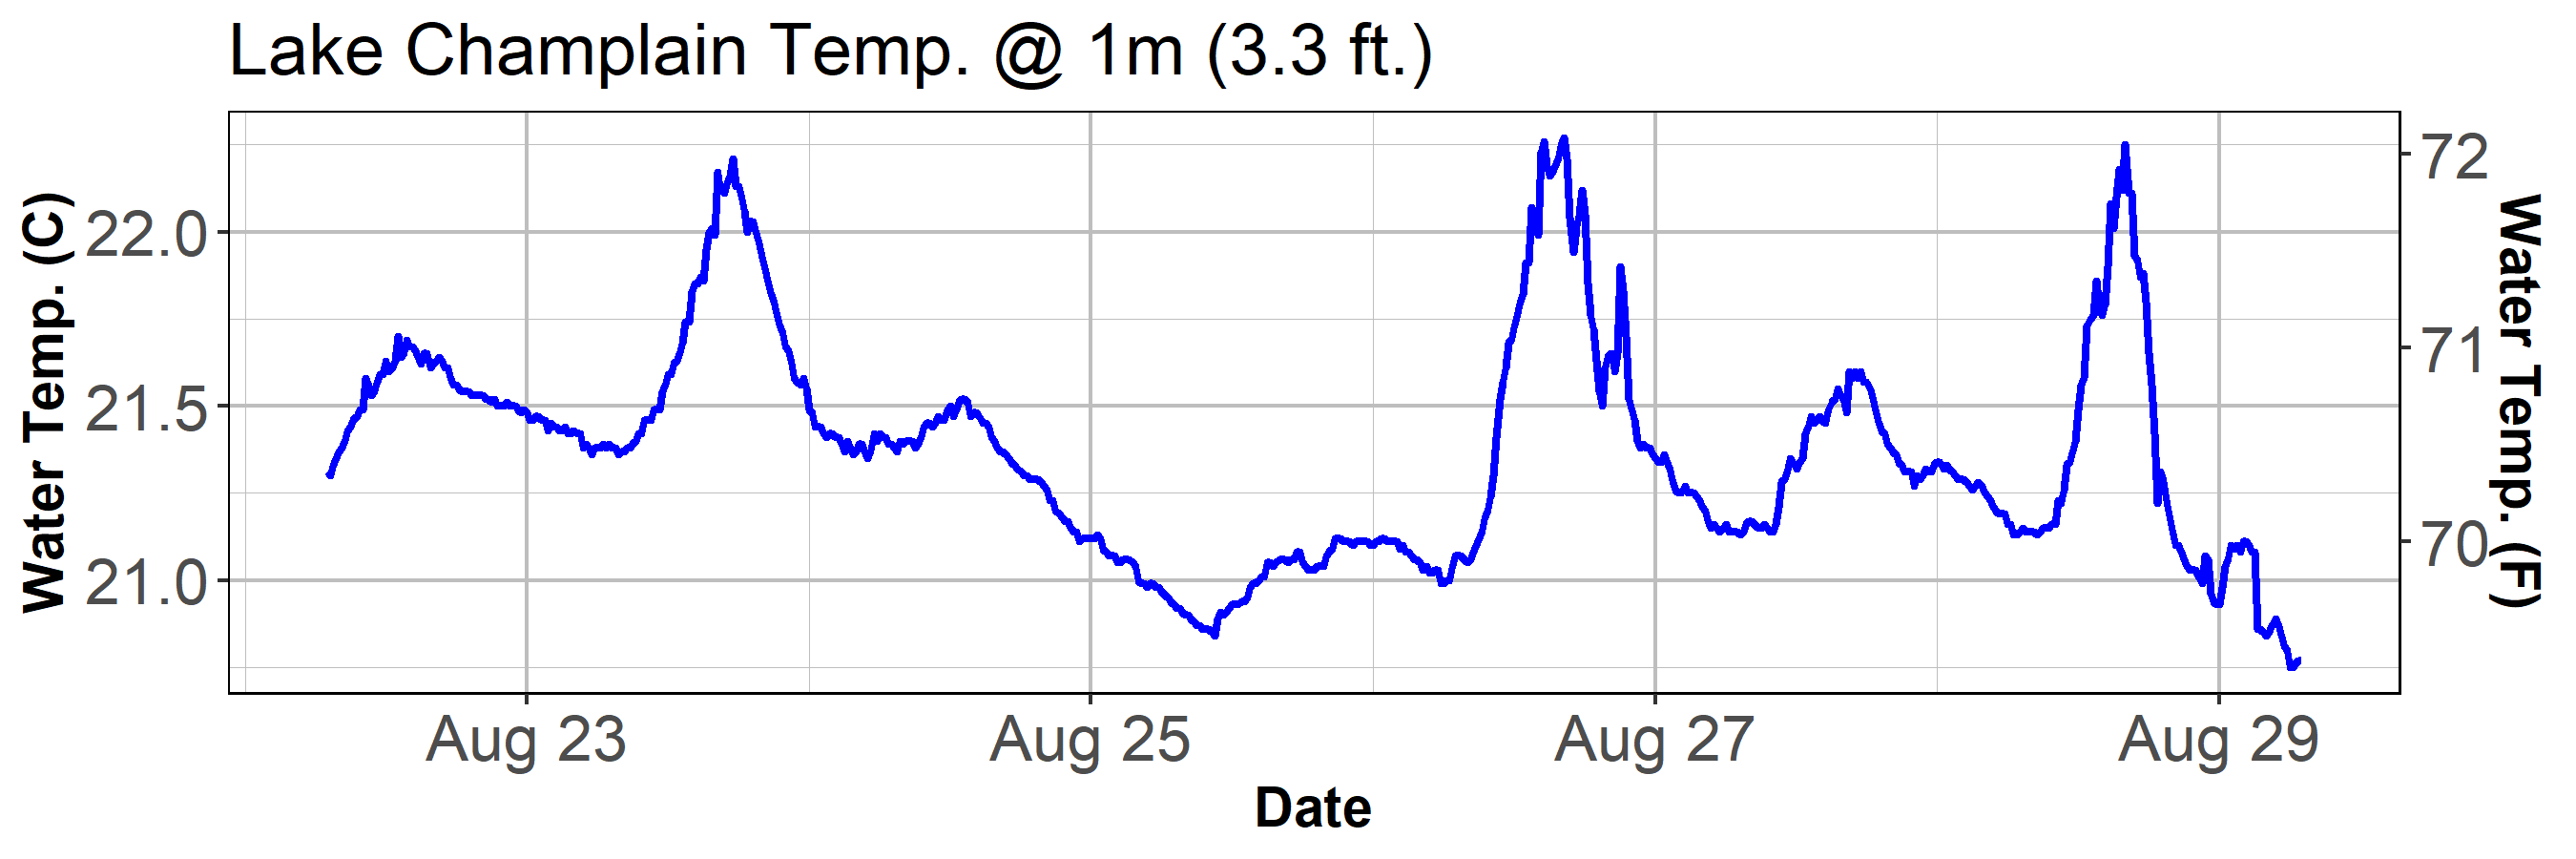 Lake Champlain Temp. @ 1m (3.3 ft.)
Water Temp. (C)
22.0
21.5
21.0
72
71
70
Water Temp. (F)
Aug 23
Aug 25
Aug 27
Aug 29
Date